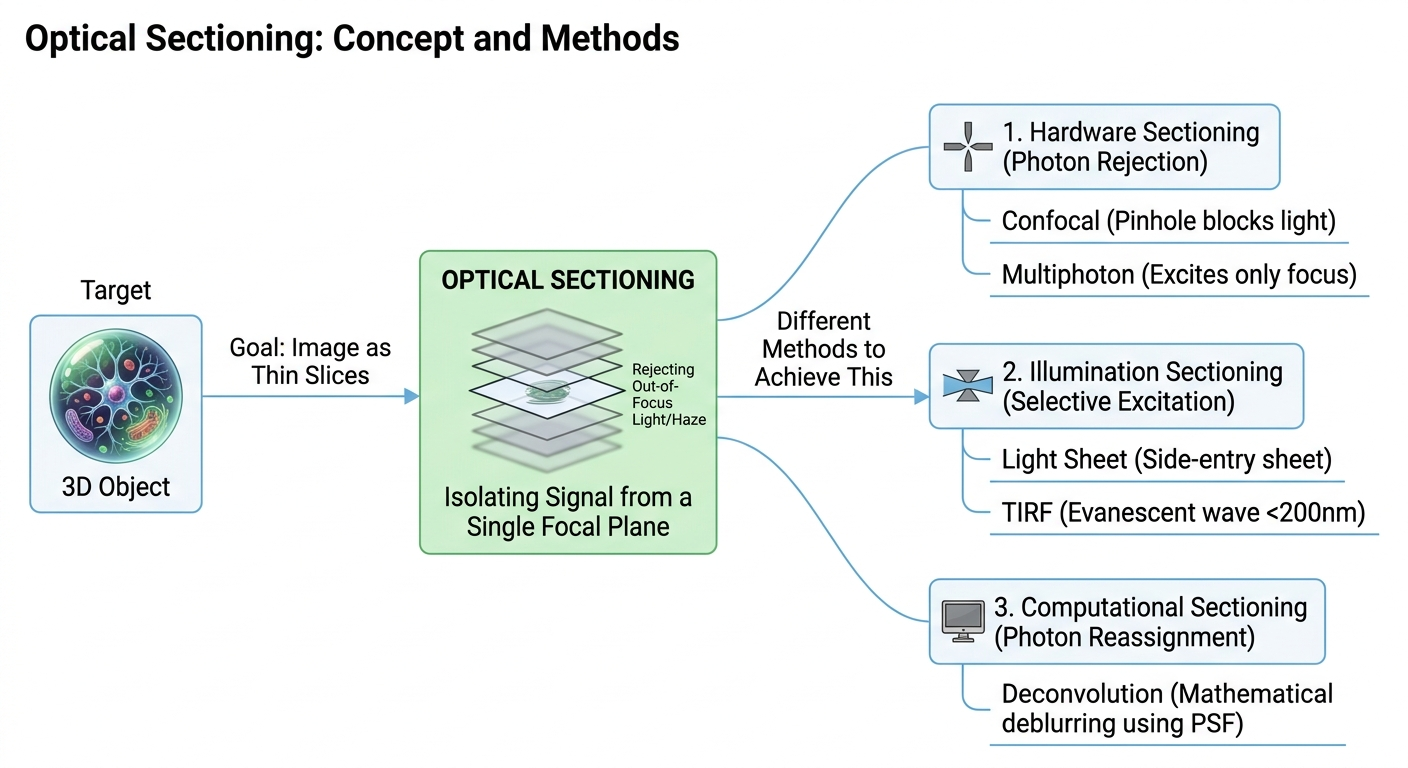 Optical Sectioning: Concept and Methods
Target
3D Object
Goal: Image as
Thin Slices
OPTICAL SECTIONING
Rejecting
Out-of-
Focus
Light/Haze
Isolating Signal from a
Single Focal Plane
Different
Methods to
Achieve This
1. Hardware Sectioning
(Photon Rejection)
Confocal (Pinhole blocks light)
Multiphoton (Excites only focus)
2. Illumination Sectioning
(Selective Excitation)
Light Sheet (Side-entry sheet)
TIRF (Evanescent wave <200nm)
3. Computational Sectioning
(Photon Reassignment)
Deconvolution (Mathematical
deblurring using PSF)